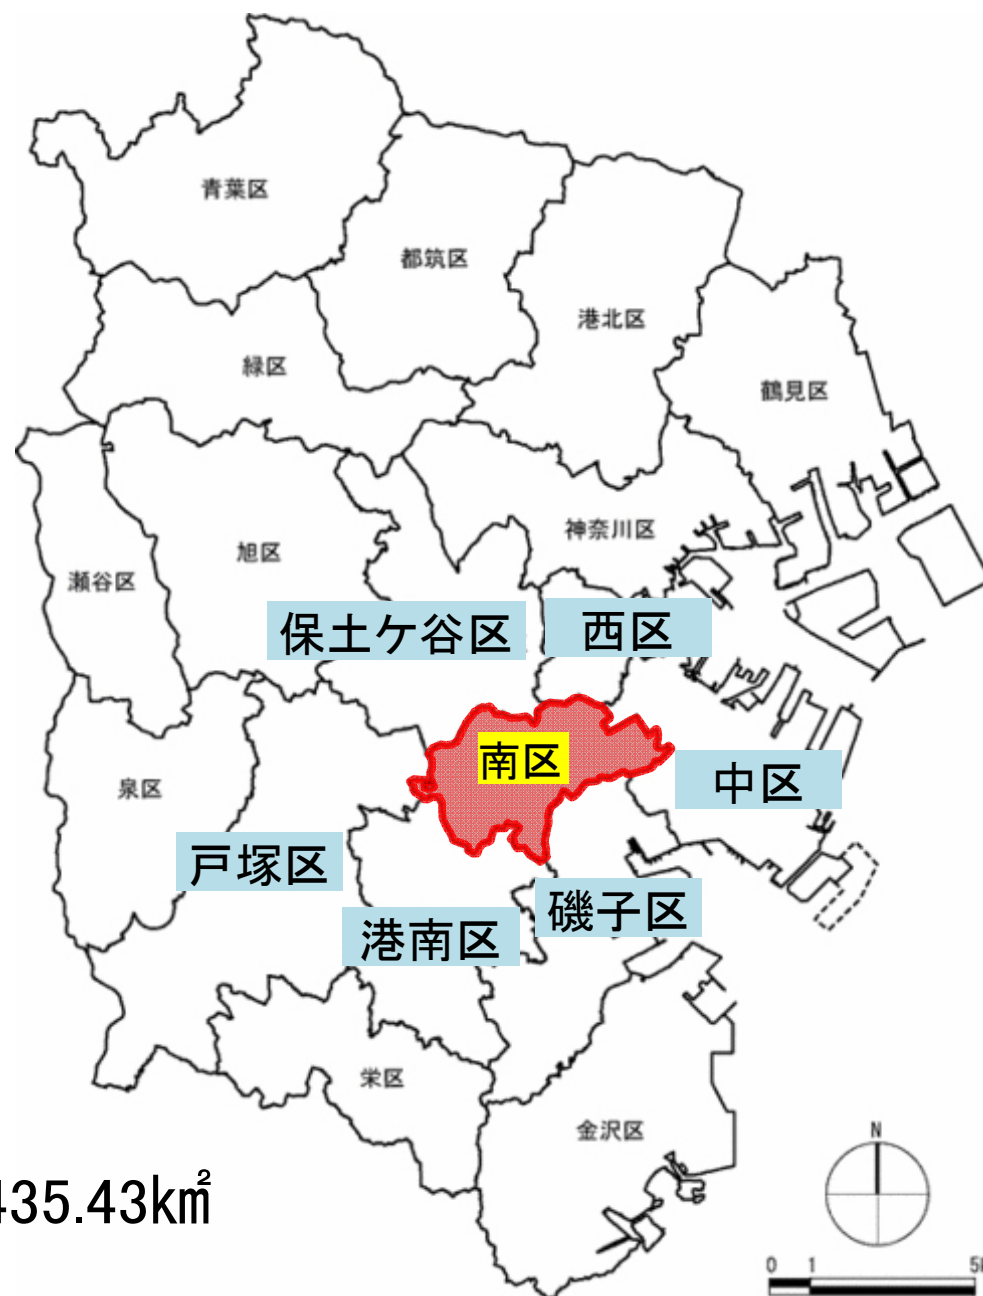 青葉区
都筑区
港北区
緑区
鶴見区
神奈川区
旭区
瀬谷区
保土ケ谷区
西区
南区
中区
泉区
戸塚区
磯子区
港南区
栄区
金沢区
N
435.43k㎡
0 1 5